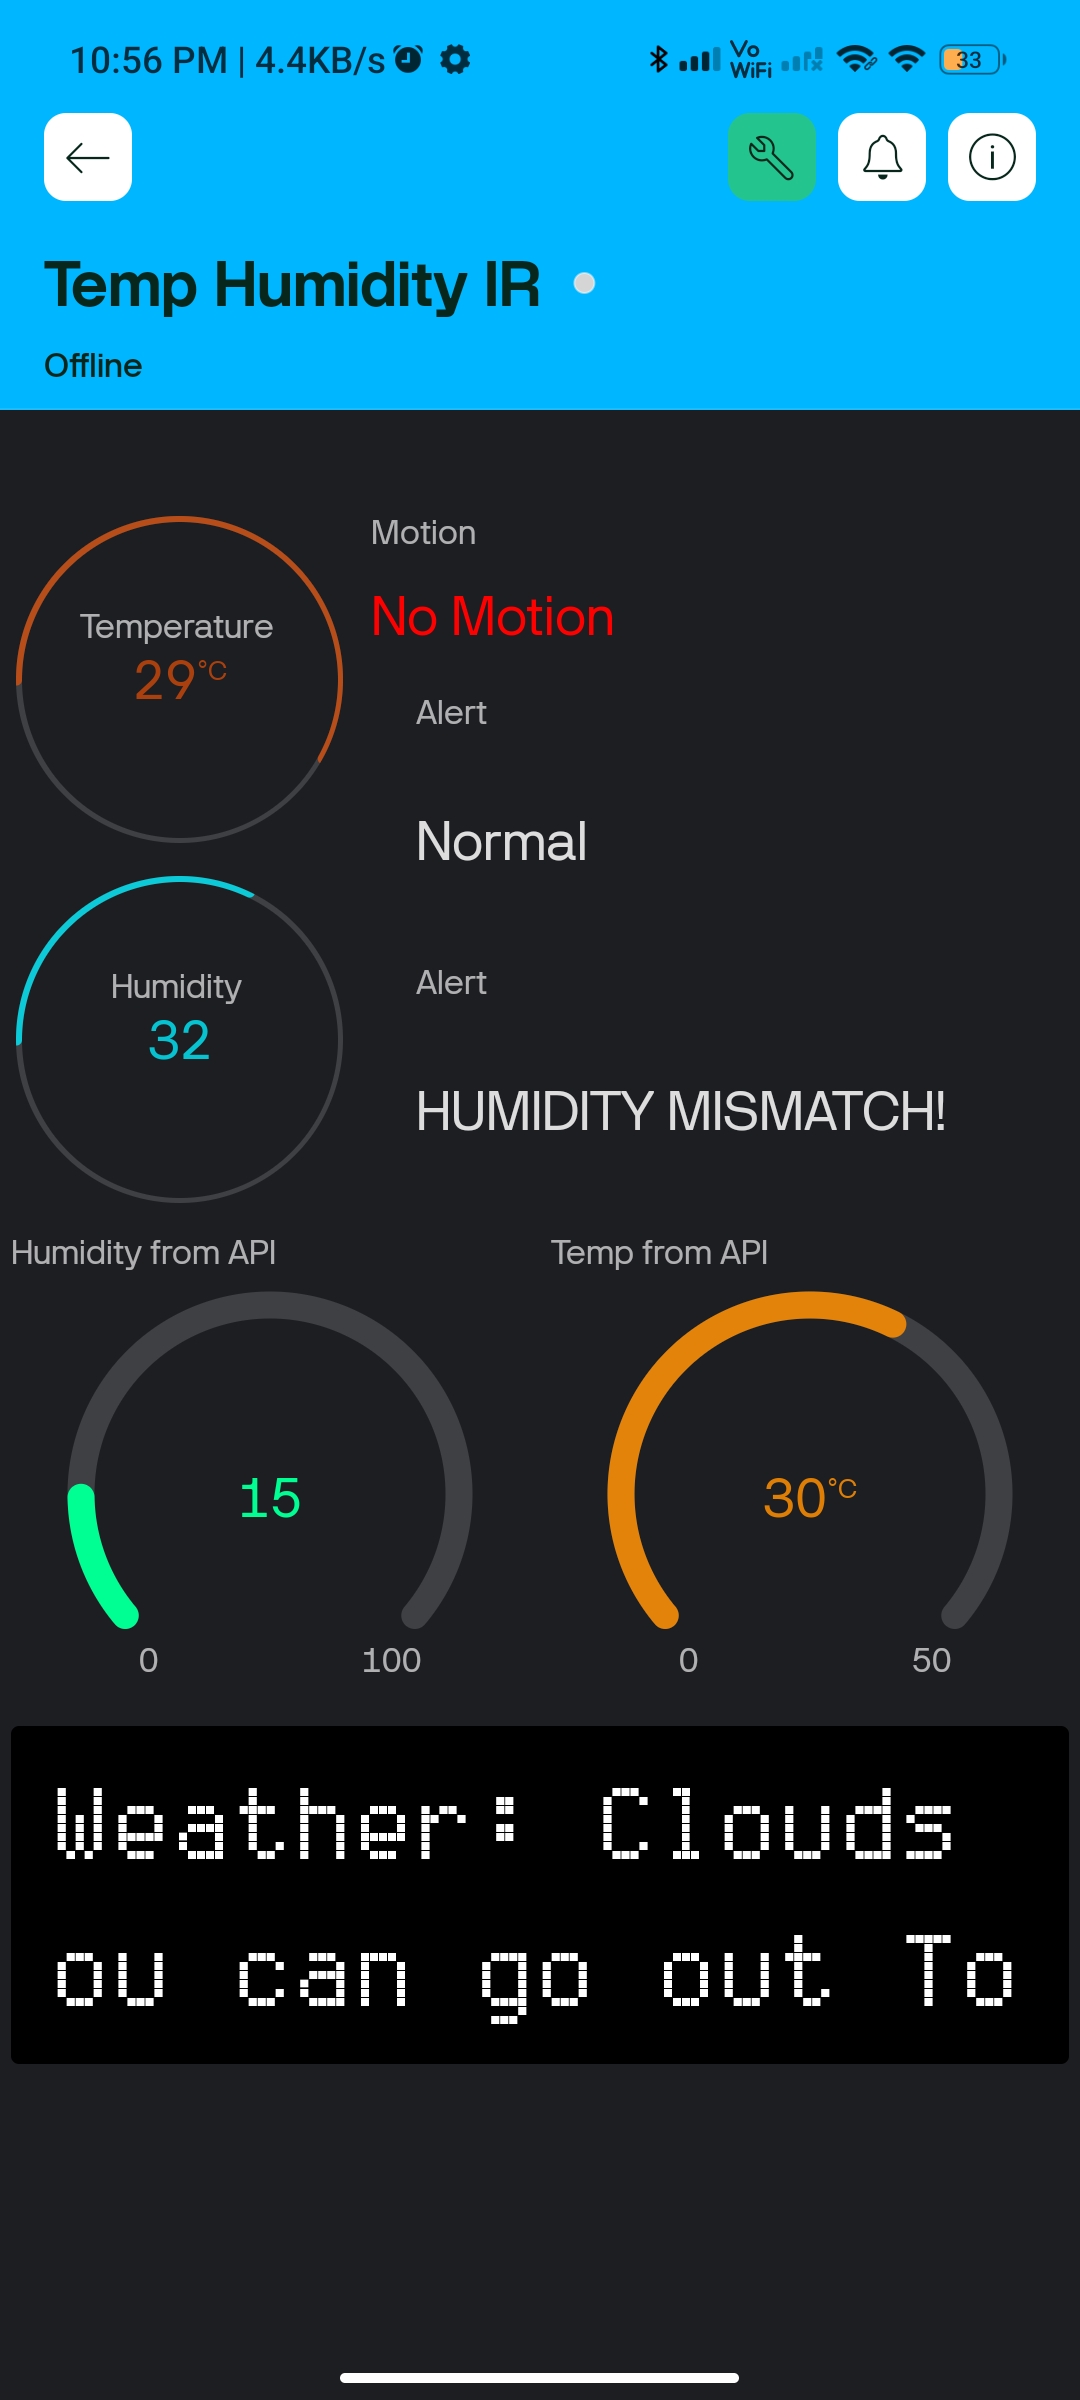 10:56 PM | 4.4KB/s
Vo
WiFi
33
Temp Humidity IR
Offline
Motion
No Motion
Temperature
29°C
Alert
Normal
Humidity
32
Alert
HUMIDITY MISMATCH!
Humidity from API
Temp from API
15
30°C
0
100
0
50
Weather: Clouds
ou can go out To